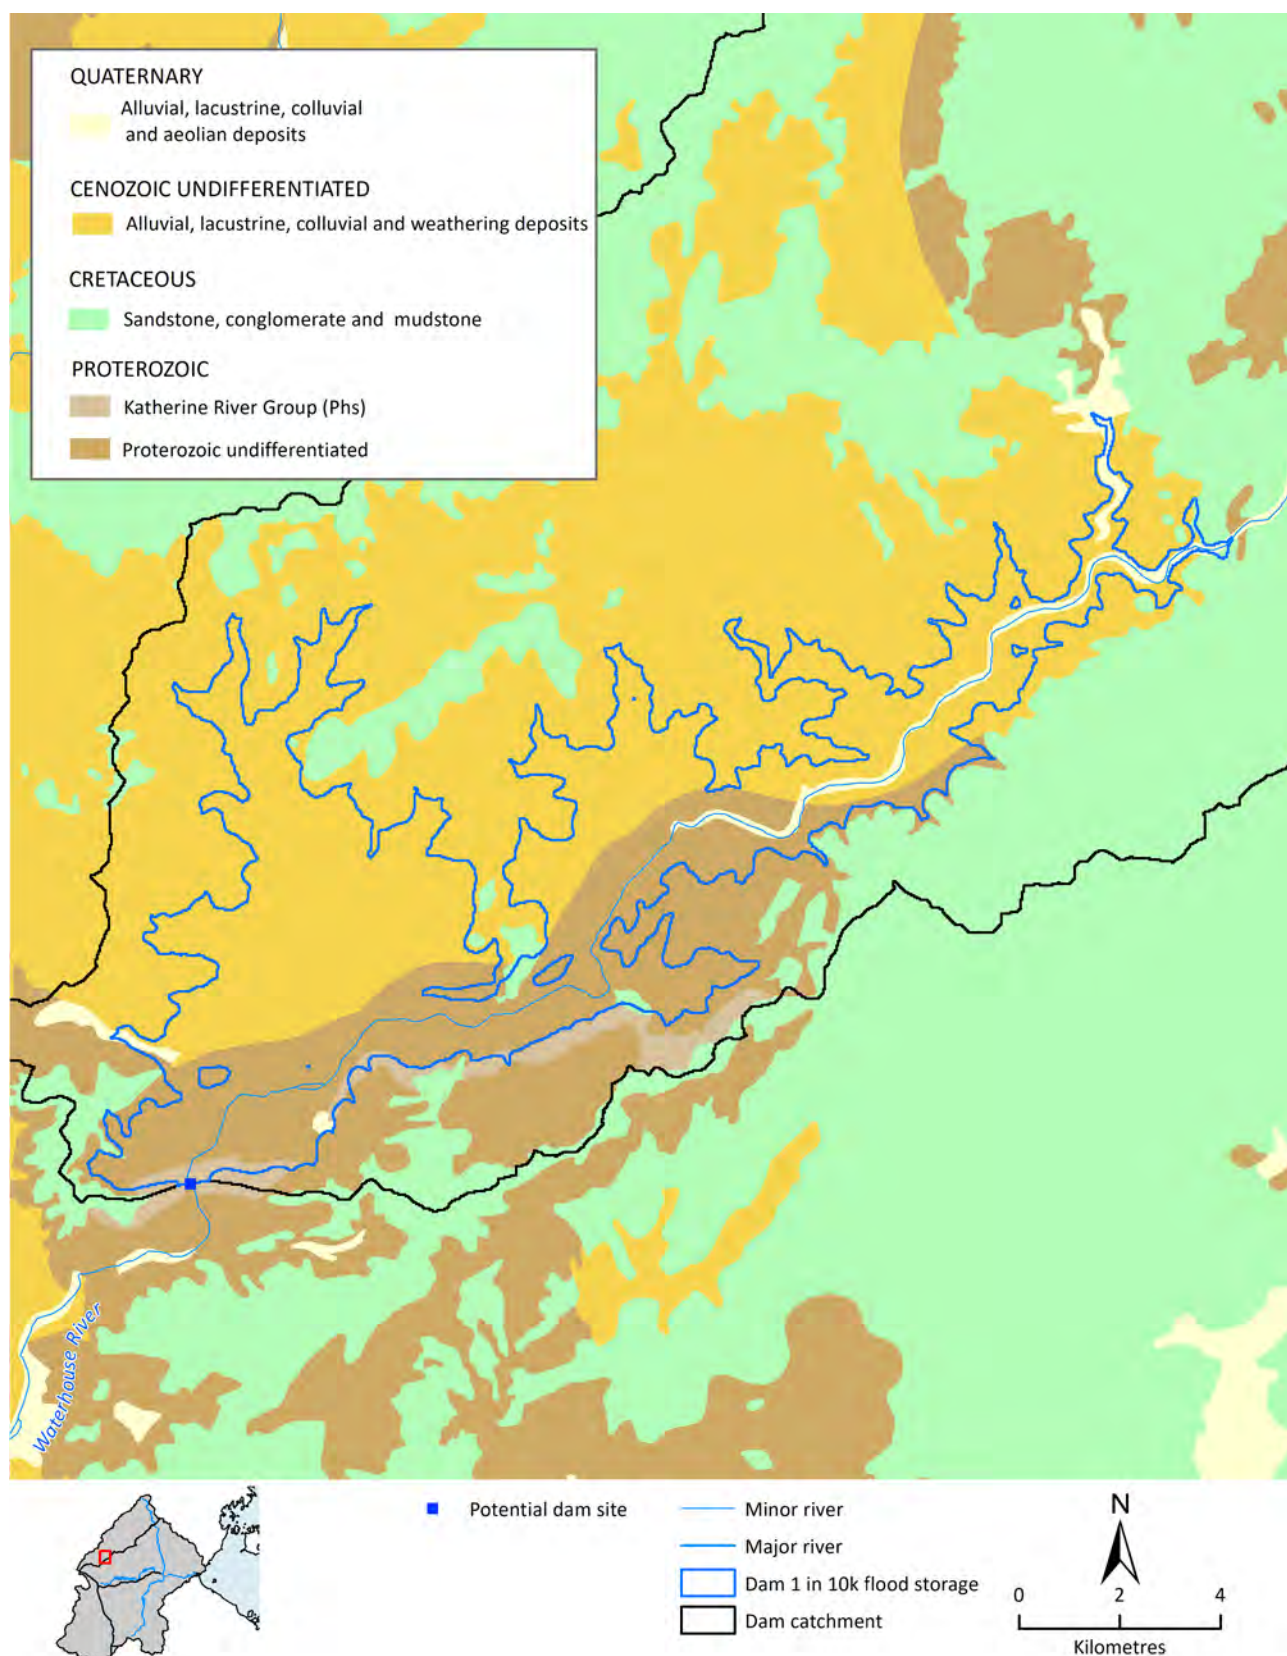 QUATERNARY
Alluvial, lacustrine, colluvial
and aeolian deposits
CENOZOIC UNDIFFERENTIATED
Alluvial, lacustrine, colluvial and weathering deposits
CRETACEOUS
Sandstone, conglomerate and mudstone
PROTEROZOIC
Katherine River Group (Phs)
Proterozoic undifferentiated
Waterhouse River
Potential dam site
Minor river
Major river
Dam 1 in 10k flood storage
Dam catchment
N
0 2 4
Kilometres